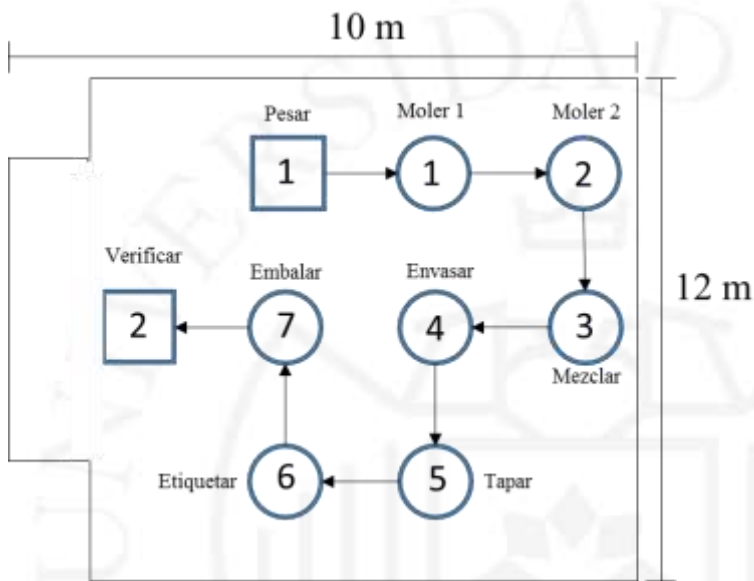 10 m
Pesar
Moler 1
Moler 2
1
1
2
12 m
Verificar
Embalar
Envasar
2
7
4
3
Mezclar
Etiquetar
6
5
Tapar
UNIVERSIDAD